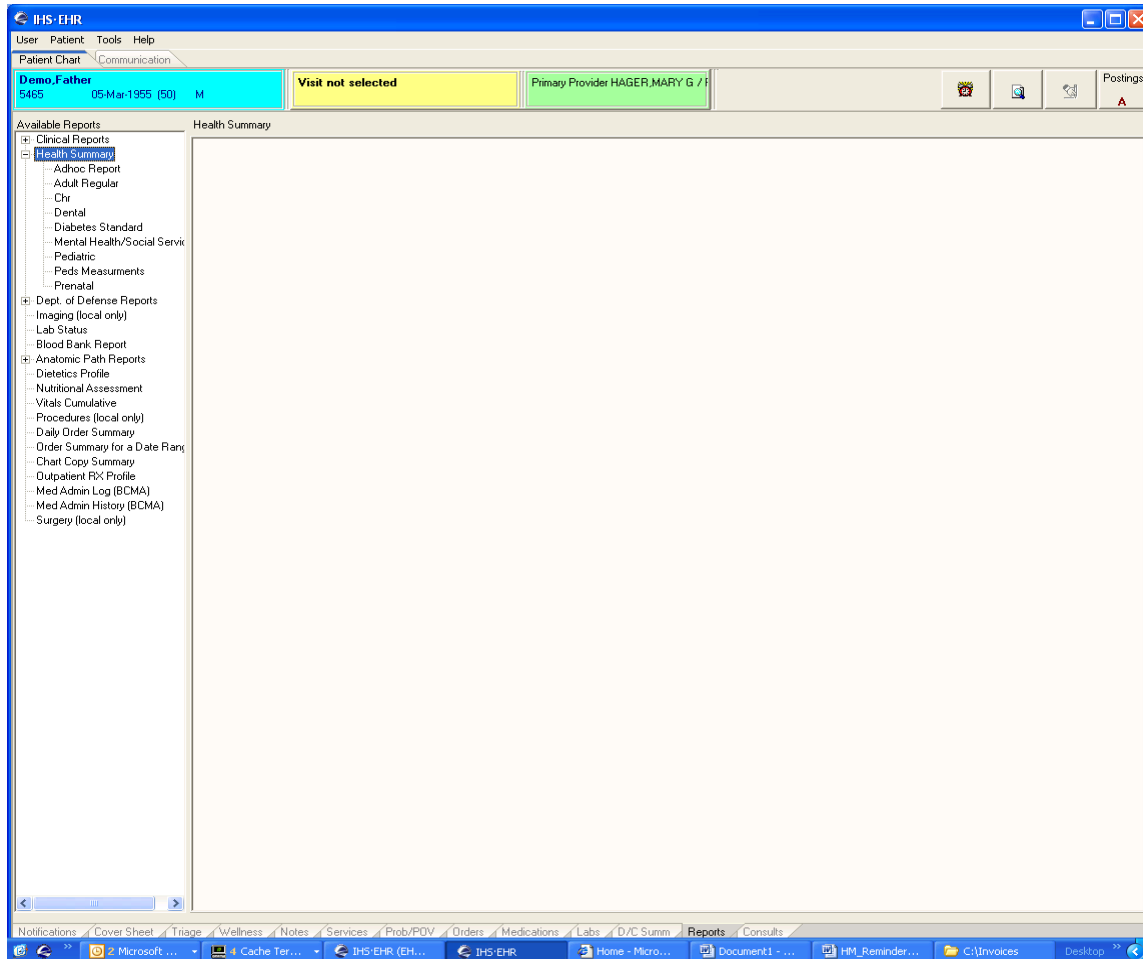 IHS-EHR
User Patient Tools Help
Patient Chart Communication
Demo,Father
5465 05-Mar-1955 (50) M
Visit not selected
Primary Provider HAGER,MARY G /
Postings
A
Available Reports
Health Summary
Clinical Reports
Health Summary
Adhoc Report
Adult Regular
Chr
Dental
Diabetes Standard
Mental Health/Social Servic
Pediatric
Peds Measurments
Prenatal
Dept. of Defense Reports
Imaging (local only)
Lab Status
Blood Bank Report
Anatomic Path Reports
Dietetics Profile
Nutritional Assessment
Vitals Cumulative
Procedures (local only)
Daily Order Summary
Order Summary for a Date Rang
Chart Copy Summary
Outpatient RX Profile
Med Admin Log (BCMA)
Med Admin History (BCMA)
Surgery (local only)
Notifications Cover Sheet Triage Wellness Notes Services Prob/POV Orders Medications Labs D/C Summ Reports Consults
2 Microsoft ... 4 Cache Ter... IHS-EHR (EH... IHS-EHR Home - Micro... Document1 - ... HM_Reminder... C:\Invoices Desktop